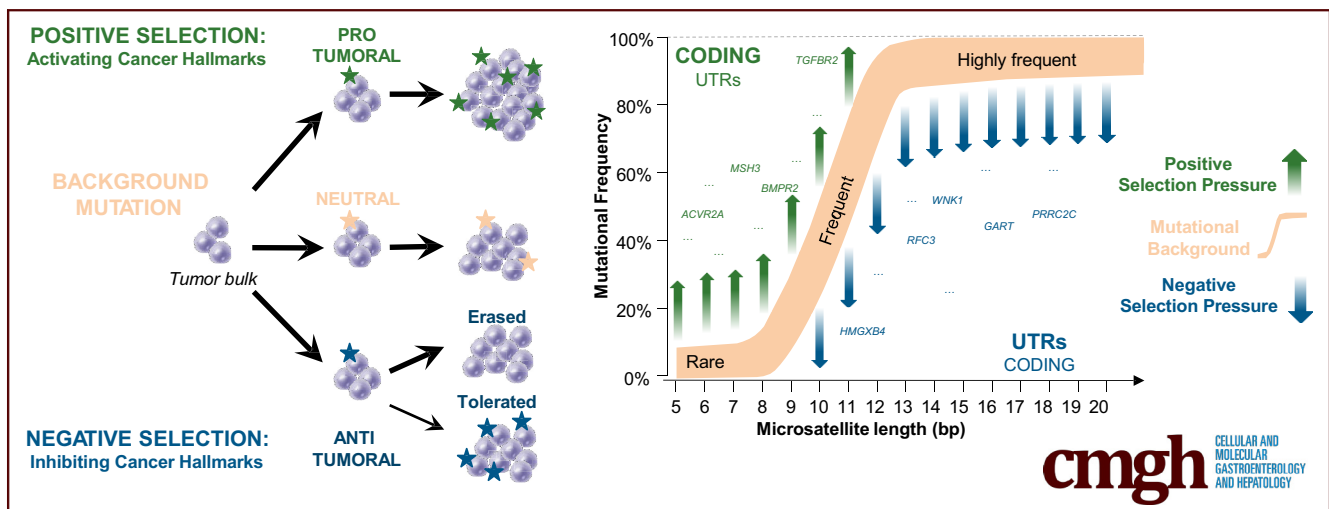 POSITIVE SELECTION:
Activating Cancer Hallmarks
PRO
TUMORAL
BACKGROUND
MUTATION
NEUTRAL
Tumor bulk
Erased
Tolerated
NEGATIVE SELECTION:
Inhibiting Cancer Hallmarks
ANTI
TUMORAL
Mutational Frequency
100%
80%
60%
40%
20%
0%
CODING
UTRs
TGFBR2
...
MSH3
...
...
BMPR2
ACVR2A
...
...
...
Highly frequent
Frequent
Rare
...
...
...
WNK1
PRRC2C
GART
RFC3
...
...
HMGXB4
UTRs
CODING
5 6 7 8 9 10 11 12 13 14 15 16 17 18 19 20
Microsatellite length (bp)
Positive
Selection Pressure
Mutational
Background
Negative
Selection Pressure
cmgh
CELLULAR AND
MOLECULAR
GASTROENTEROLOGY
AND HEPATOLOGY